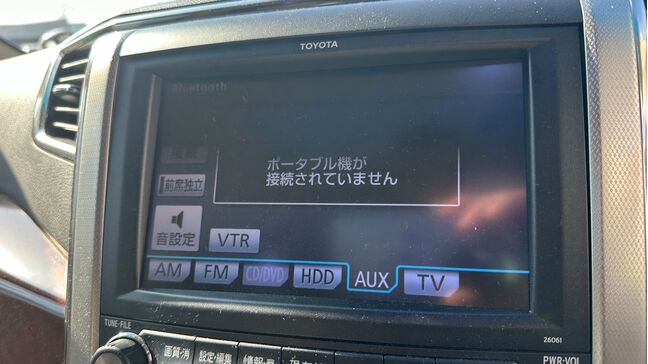 TOYOTA
Bluetooth
ポータブル機が
接続されていません
接続
前席独立
音設定
VTR
AM
FM
CD/DVD
HDD
AUX
TV
26061
TUNE・FILE
画質・消
設定・編集
PWR・VOL